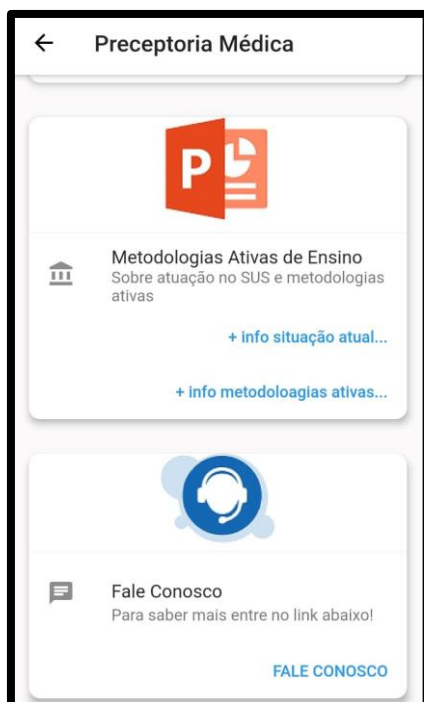 Preceptoria Médica
P
Metodologias Ativas de Ensino
Sobre atuação no SUS e metodologias
ativas
+ info situação atual...
+ info metodoloagias ativas...
Fale Conosco
Para saber mais entre no link abaixo!
FALE CONOSCO